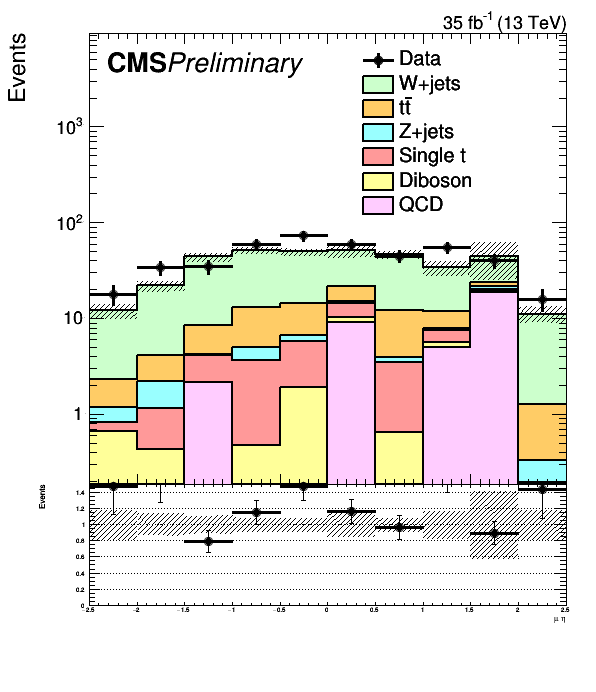 35 fb⁻¹ (13 TeV)
Events
CMS Preliminary
Data
W+jets
tt̄
Z+jets
Single t
Diboson
QCD
10³
10²
10
1
Events
1.4
1.2
1
0.8
0.6
0.4
0.2
0
−2.5 −2 −1.5 −1 −0.5 0 0.5 1 1.5 2 2.5
|μ η|